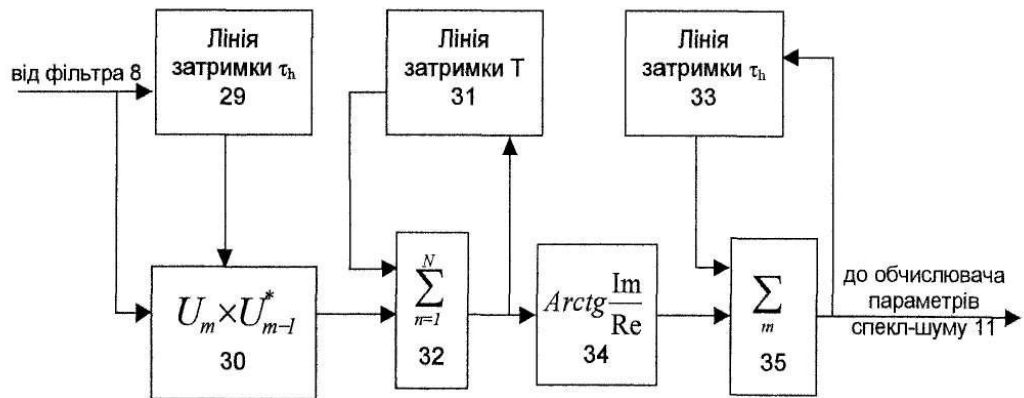 від фільтра 8
Лінія
затримки τh
29
Лінія
затримки T
31
Лінія
затримки τh
33
Um×U*m-1
30
N
∑
n=1
32
Arctg Im
Re
34
∑
m
35
до обчислювача
параметрів
спекл-шуму 11